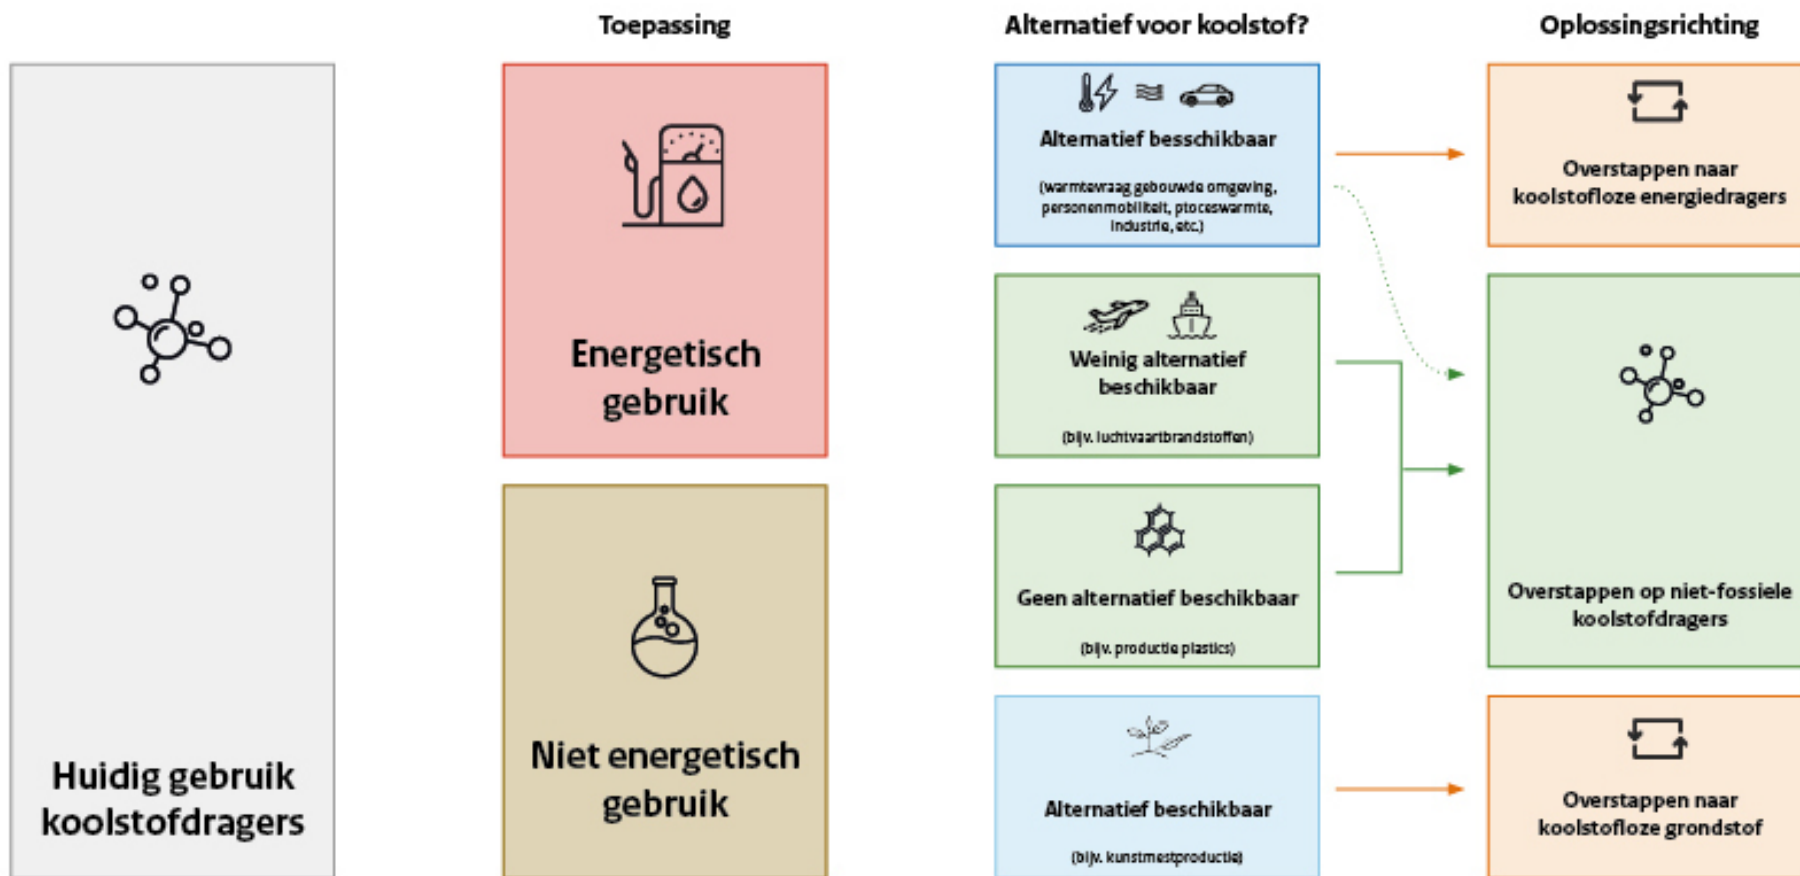 Toepassing
Alternatief voor koolstof?
Oplossingsrichting
Huidig gebruik
koolstofdragers
Energetisch
gebruik
Niet energetisch
gebruik
Alternatief besschikbaar
(warmtevraag gebouwde omgeving,
personenmobiliteit, ptoceswarmte,
industrie, etc.)
Weinig alternatief
beschikbaar
(bijv. luchtvaartbrandstoffen)
Geen alternatief beschikbaar
(bijv. productie plastics)
Alternatief beschikbaar
(bijv. kunstmestproductie)
Overstappen naar
koolstofloze energiedragers
Overstappen op niet-fossiele
koolstofdragers
Overstappen naar
koolstofloze grondstof